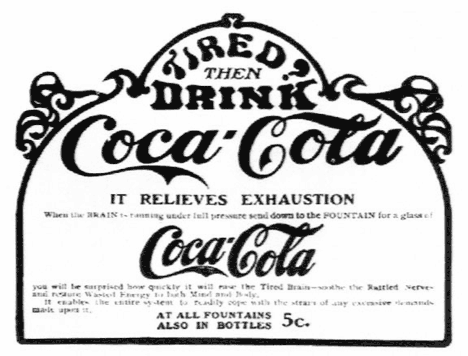 TIRED?
THEN
DRINK
Coca-Cola
IT RELIEVES EXHAUSTION
When the BRAIN is running under full pressure send down to the FOUNTAIN for a glass of
Coca-Cola
you will be surprised how quickly it will ease the Tired Brain—soothe the Rattled Nerves
and restore Wasted Energy to both Mind and Body.
It enables the entire system to readily cope with the strain of any excessive demands
made upon it.
AT ALL FOUNTAINS
ALSO IN BOTTLES 5c.